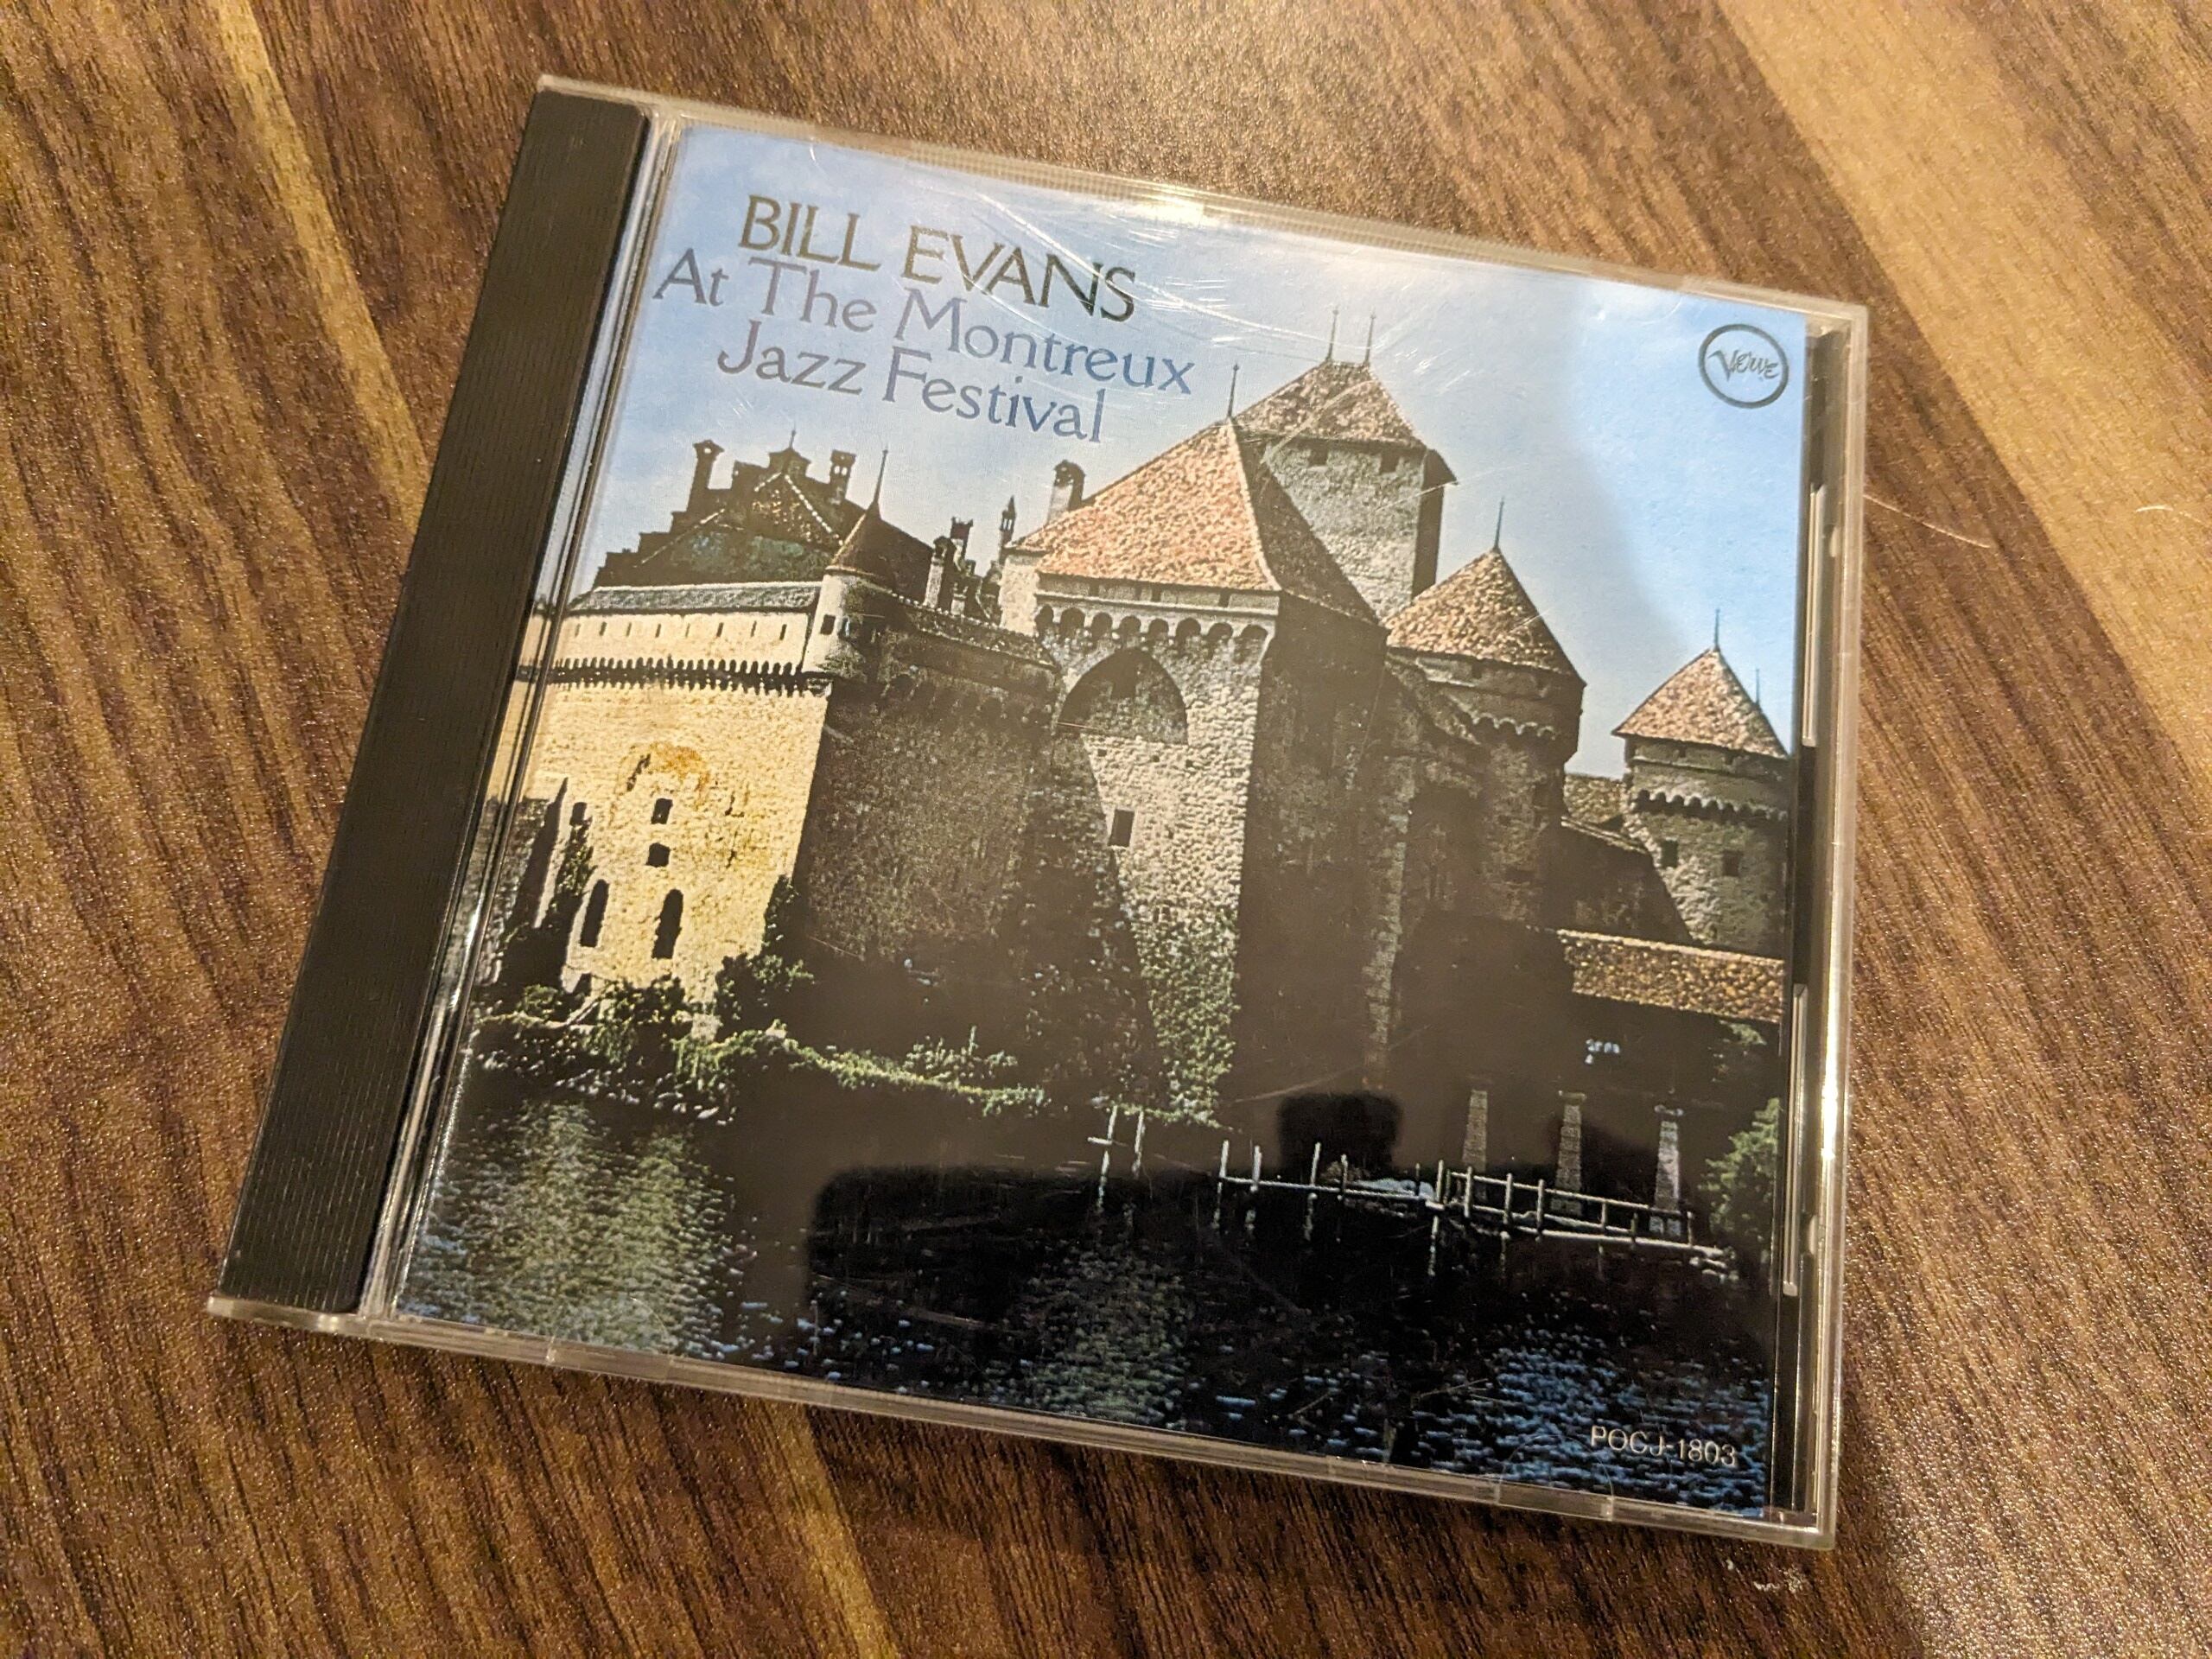 BILL EVANS
At The Montreux
Jazz Festival
Verve
POCJ-1803